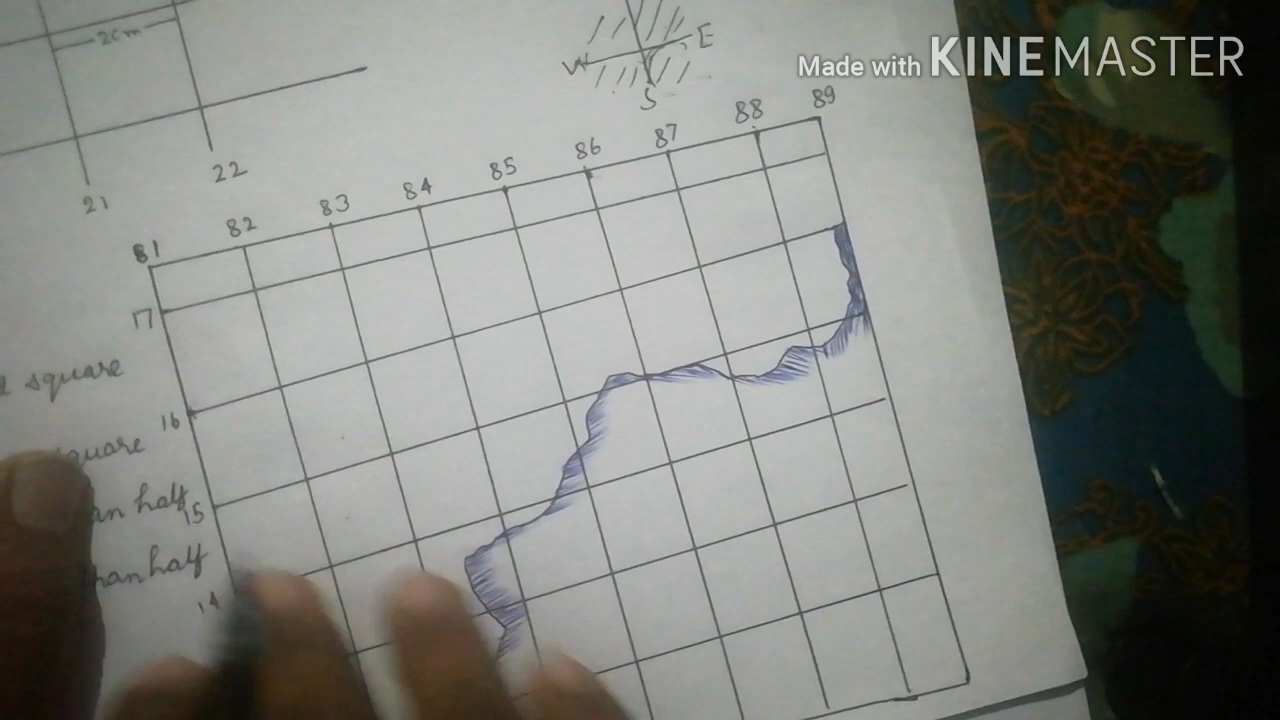 2cm
21
22
W
E
S
Made with KINEMASTER
81 82 83 84 85 86 87 88 89
17
16
15
14
square
square
an half
han half